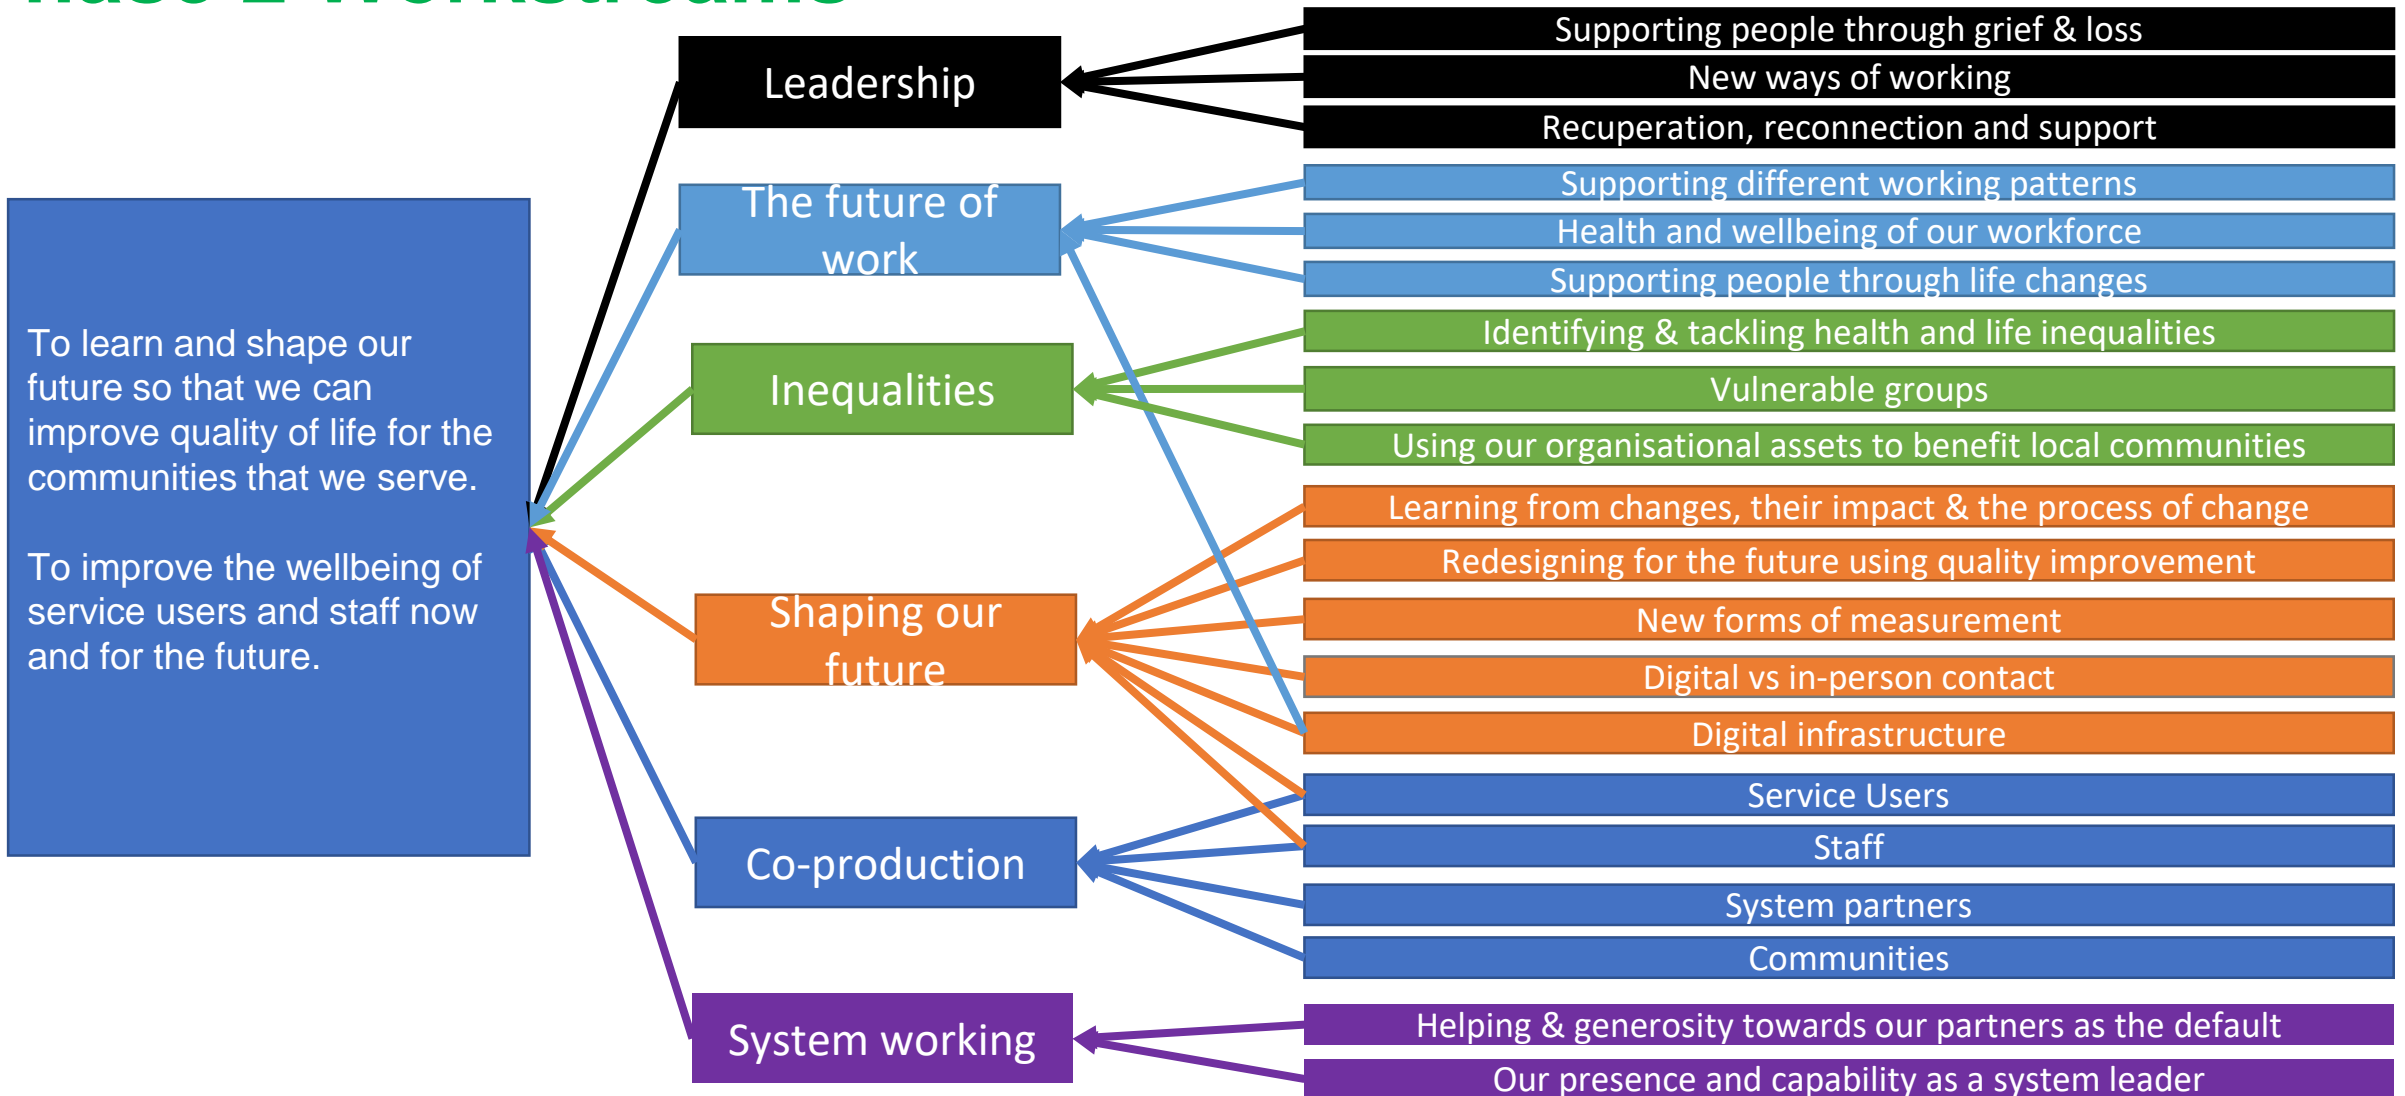 To learn and shape our
future so that we can
improve quality of life for the
communities that we serve.
To improve the wellbeing of
service users and staff now
and for the future.
Leadership
The future of
work
Inequalities
Shaping our
future
Co-production
System working
Supporting people through grief & loss
New ways of working
Recuperation, reconnection and support
Supporting different working patterns
Health and wellbeing of our workforce
Supporting people through life changes
Identifying & tackling health and life inequalities
Vulnerable groups
Using our organisational assets to benefit local communities
Learning from changes, their impact & the process of change
Redesigning for the future using quality improvement
New forms of measurement
Digital vs in-person contact
Digital infrastructure
Service Users
Staff
System partners
Communities
Helping & generosity towards our partners as the default
Our presence and capability as a system leader